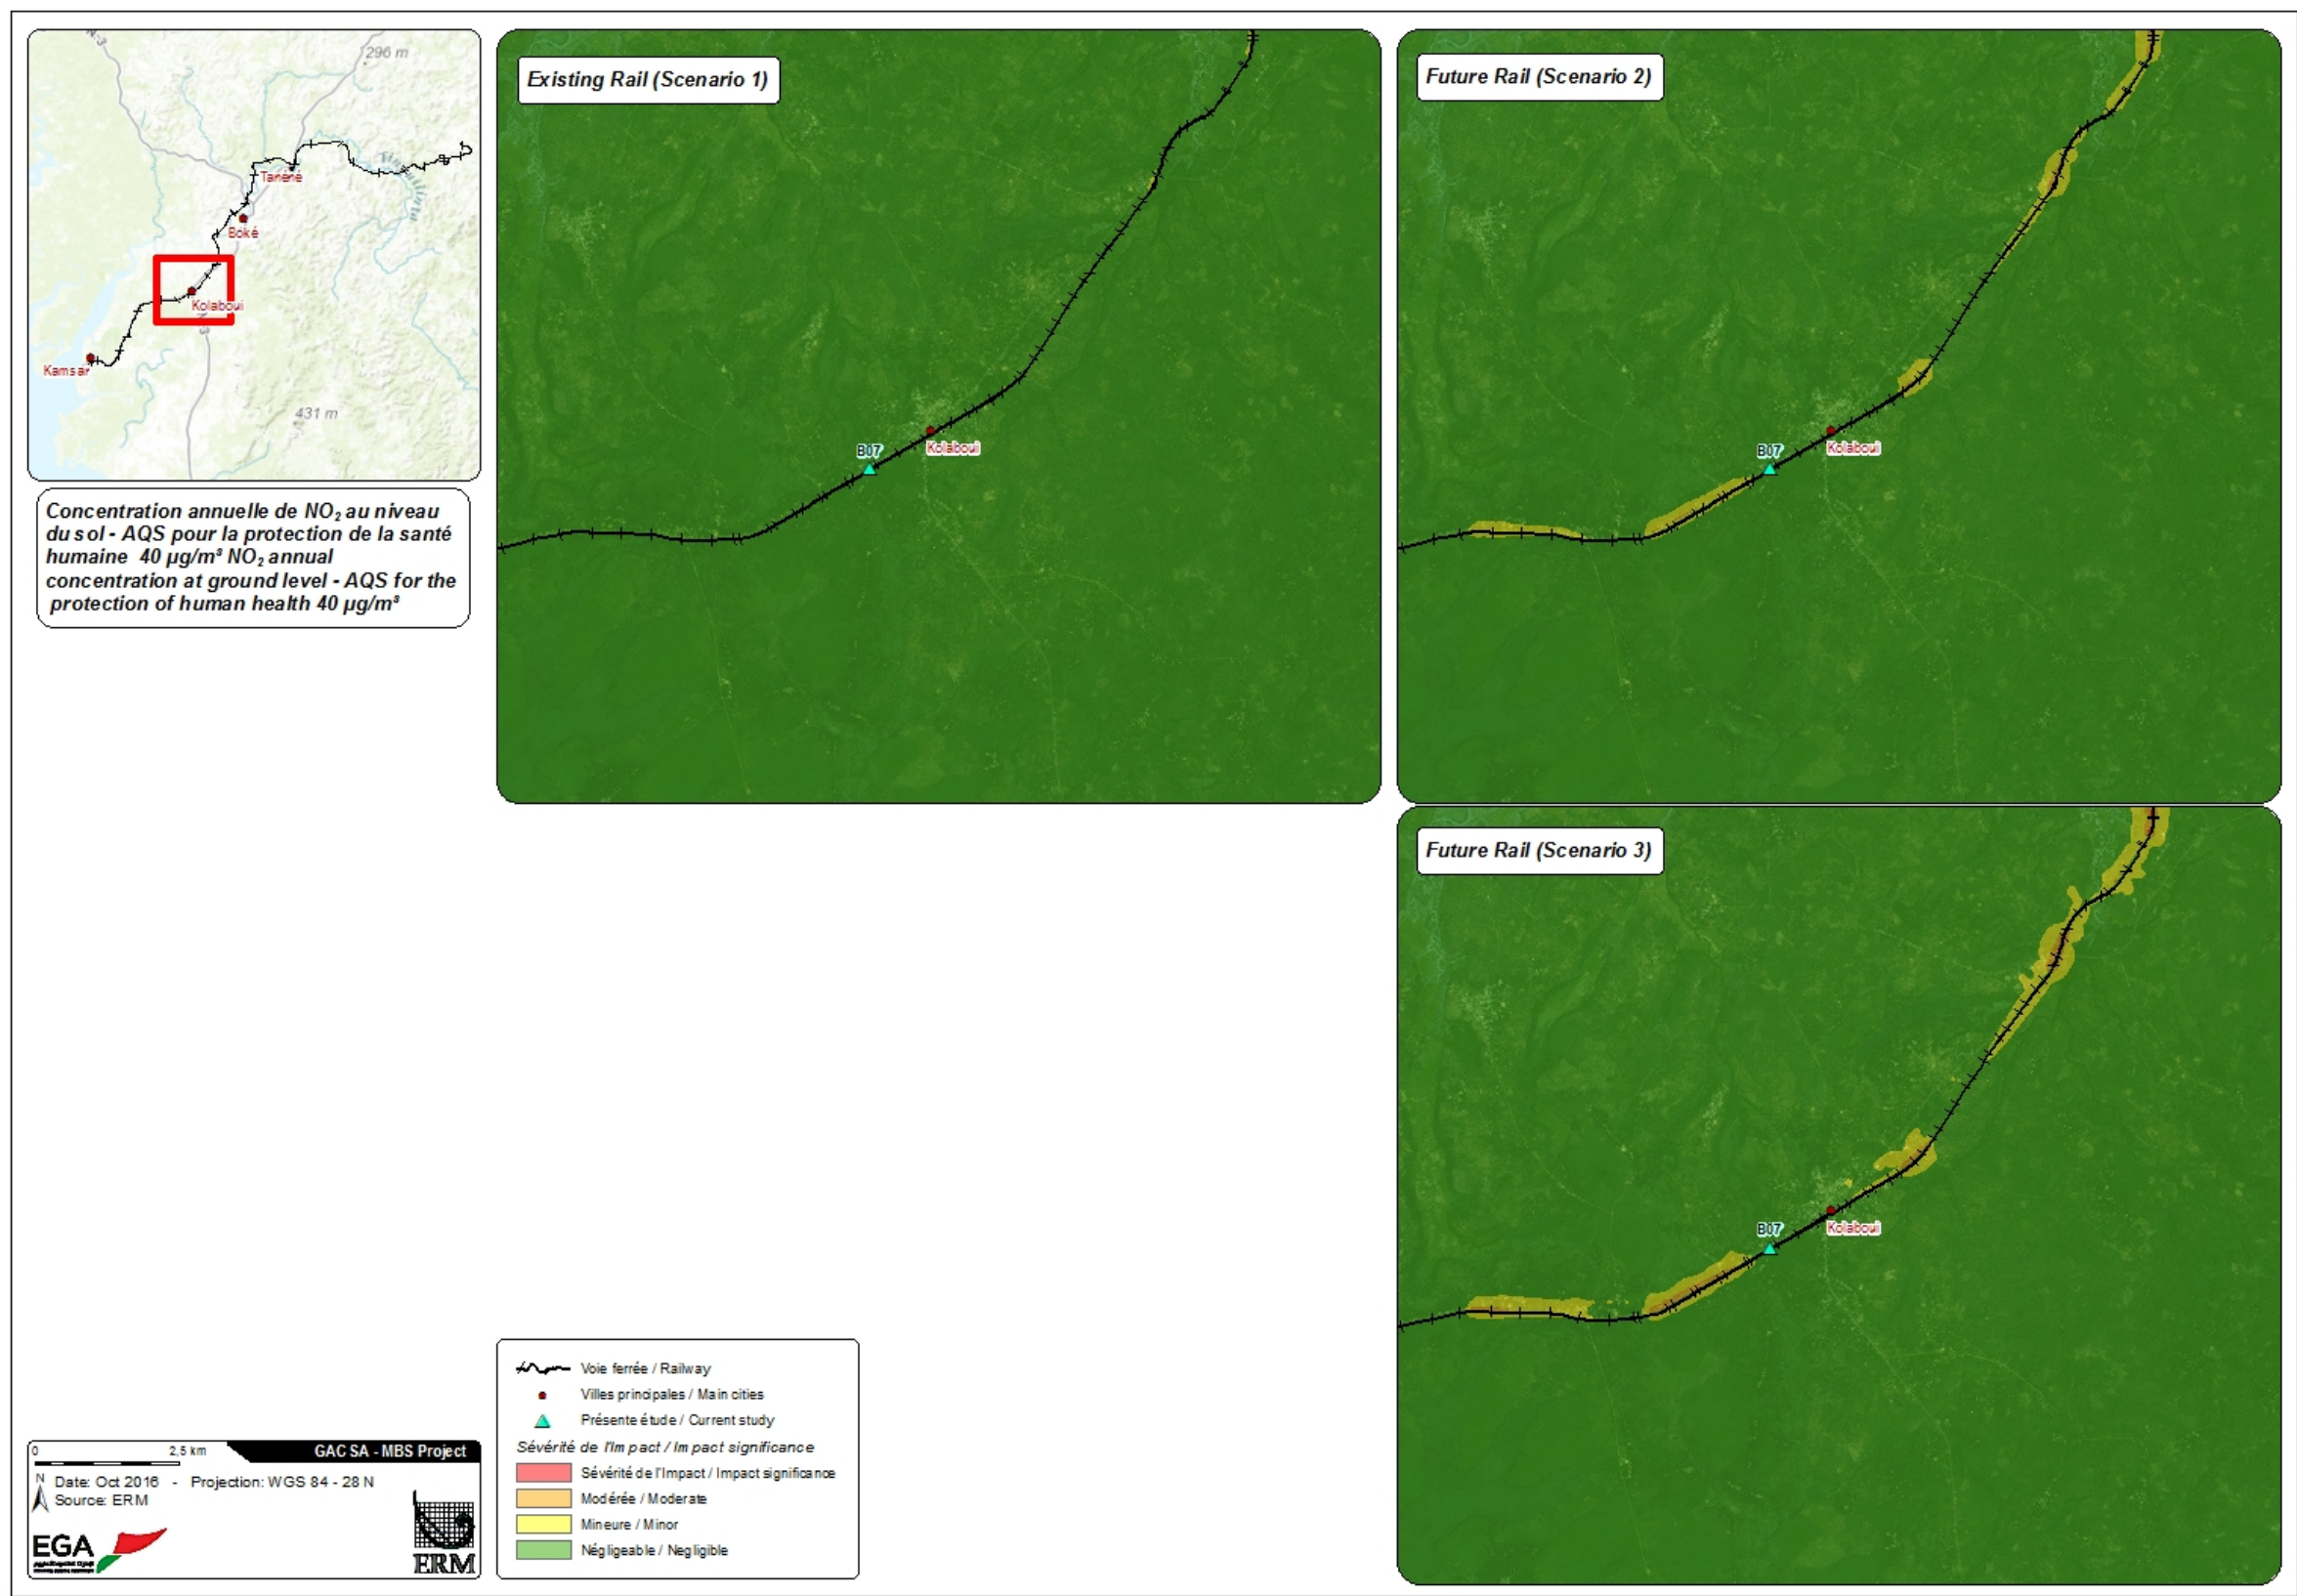 N-3
296 m
Tanéné
Boké
Kolaboui
N-3
Kamsar
431 m
Concentration annuelle de NO₂ au niveau
du sol - AQS pour la protection de la santé
humaine 40 µg/m³ NO₂ annual
concentration at ground level - AQS for the
protection of human health 40 µg/m³
Existing Rail (Scenario 1)
B07
Kolaboui
Future Rail (Scenario 2)
B07
Kolaboui
Future Rail (Scenario 3)
B07
Kolaboui
Voie ferrée / Railway
Villes principales / Main cities
Présente étude / Current study
Sévérité de l'Impact / Impact significance
Sévérité de l'Impact / Impact significance
Modérée / Moderate
Mineure / Minor
Négligeable / Negligible
0 2,5 km
GAC SA - MBS Project
N
Date: Oct 2016 - Projection: WGS 84 - 28 N
Source: ERM
EGA
ERM